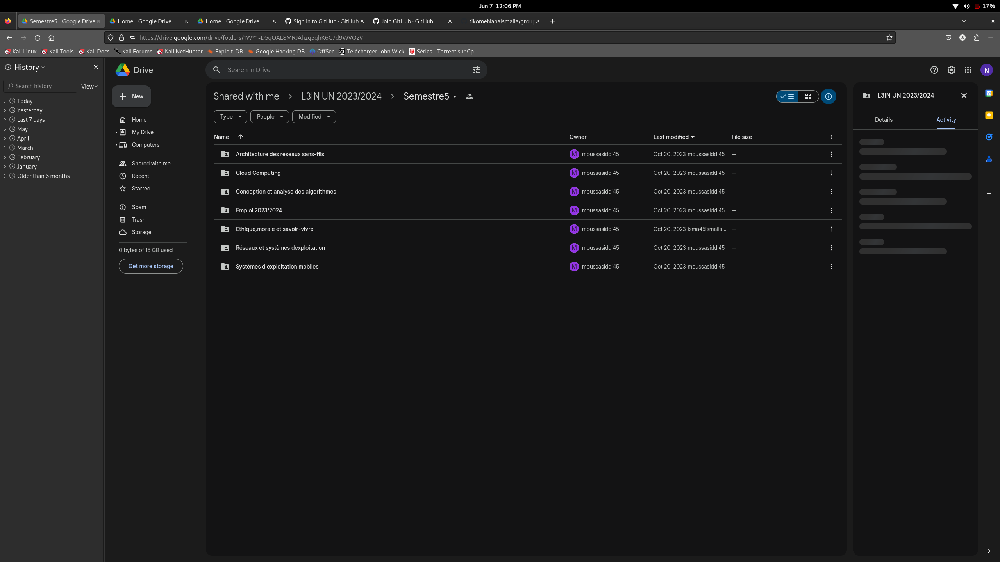 Jun 7 12:06 PM
17%
Semestre5 - Google Drive
Home - Google Drive
Home - Google Drive
Sign in to GitHub · GitHub
Join GitHub · GitHub
tikomeNanaIsmaila/group
https://drive.google.com/drive/folders/1WY1-D5qOAL8MRJAhzg5qhK6C7d9WVOzV
S
Kali Linux
Kali Tools
Kali Docs
Kali Forums
Kali NetHunter
Exploit-DB
Google Hacking DB
OffSec
Télécharger John Wick
Séries - Torrent sur Cp…
History
Search history
View
Today
Yesterday
Last 7 days
May
April
March
February
January
Older than 6 months
Drive
Search in Drive
N
New
Home
My Drive
Computers
Shared with me
Recent
Starred
Spam
Trash
Storage
0 bytes of 15 GB used
Get more storage
Shared with me
L3IN UN 2023/2024
Semestre5
Type
People
Modified
Name Owner Last modified File size
Architecture des réseaux sans-fils M moussasiddi45 Oct 20, 2023 moussasiddi45 —
Cloud Computing M moussasiddi45 Oct 20, 2023 moussasiddi45 —
Conception et analyse des algorithmes M moussasiddi45 Oct 20, 2023 moussasiddi45 —
Emploi 2023/2024 M moussasiddi45 Oct 20, 2023 moussasiddi45 —
Éthique,morale et savoir-vivre M moussasiddi45 Oct 20, 2023 isma45ismaila... —
Réseaux et systèmes dexploitation M moussasiddi45 Oct 20, 2023 moussasiddi45 —
Systèmes d'exploitation mobiles M moussasiddi45 Oct 20, 2023 moussasiddi45 —
L3IN UN 2023/2024
Details
Activity
31